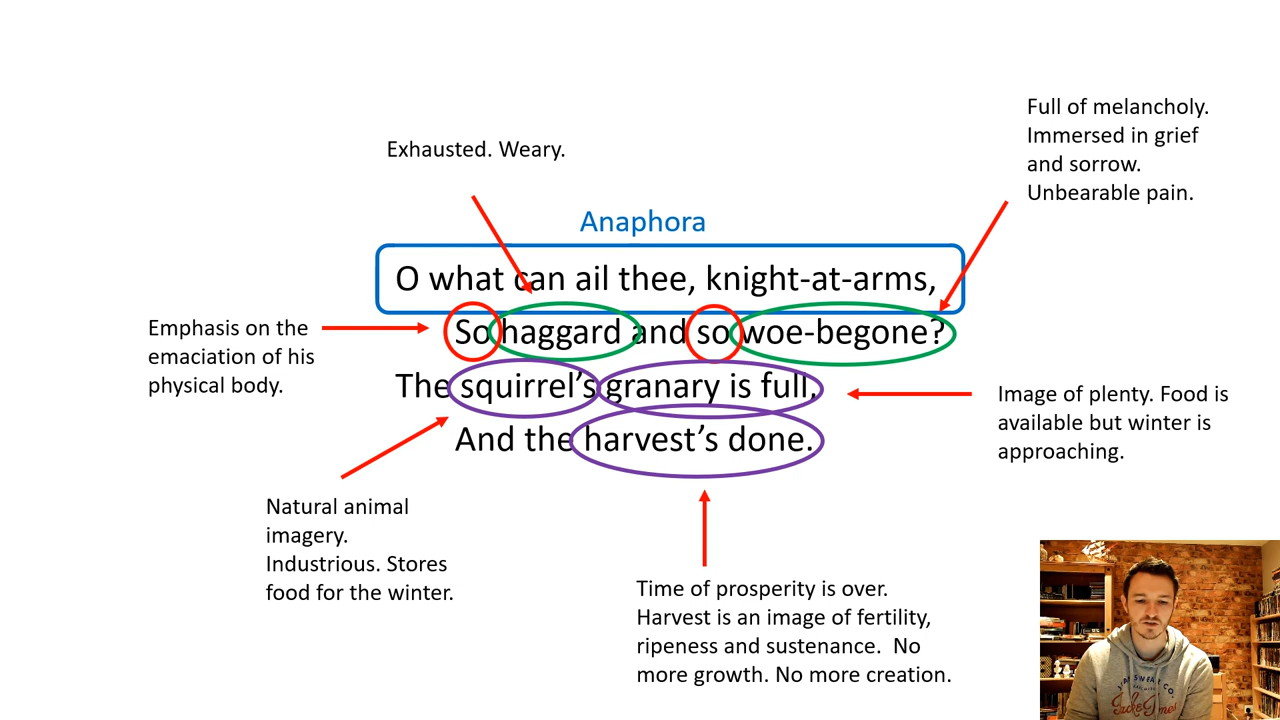 Full of melancholy.
Immersed in grief
and sorrow.
Unbearable pain.
Exhausted. Weary.
Anaphora
O what can ail thee, knight-at-arms,
So haggard and so woe-begone?
The squirrel's granary is full,
And the harvest's done.
Emphasis on the
emaciation of his
physical body.
Image of plenty. Food is
available but winter is
approaching.
Natural animal
imagery.
Industrious. Stores
food for the winter.
Time of prosperity is over.
Harvest is an image of fertility,
ripeness and sustenance.  No
more growth. No more creation.